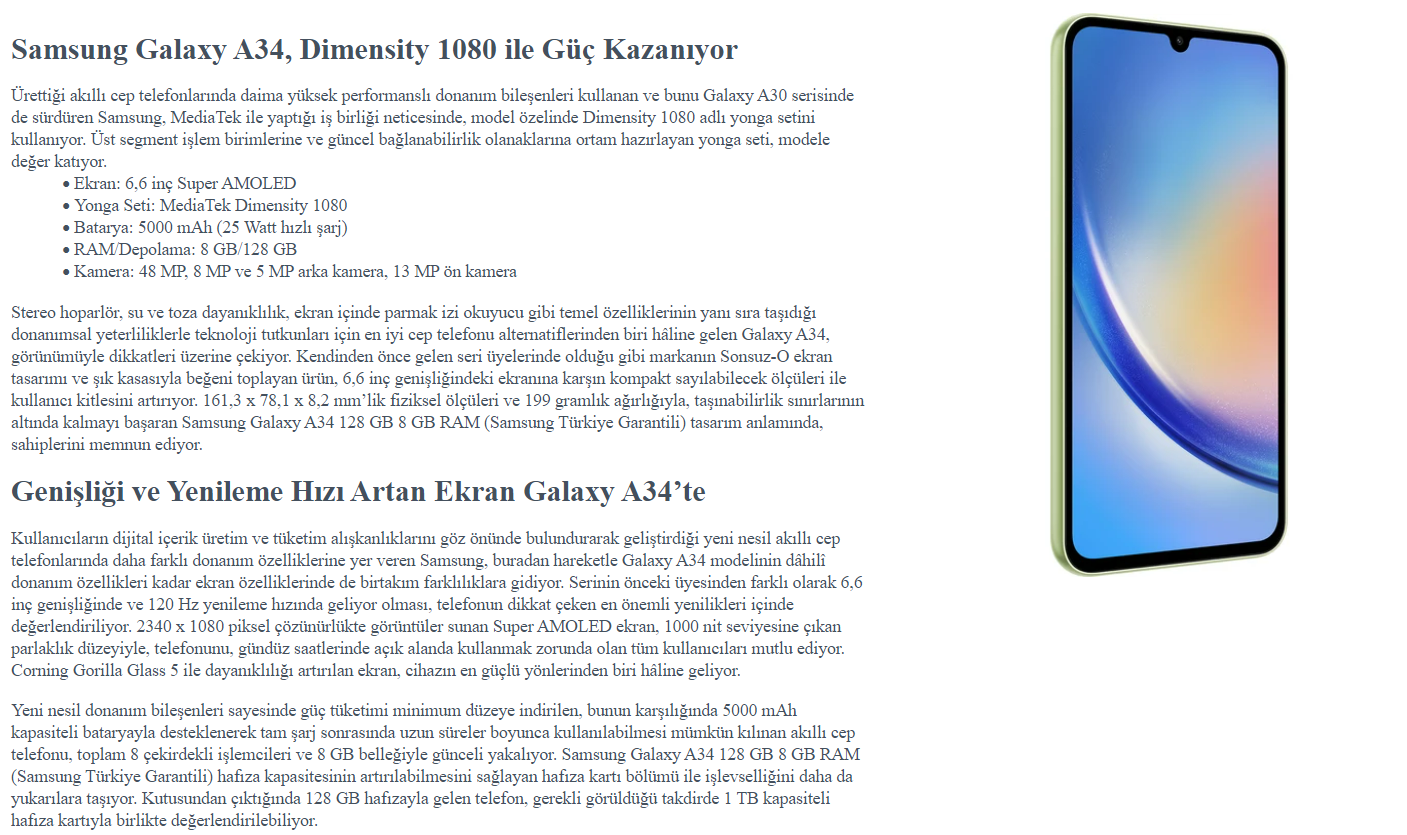 Samsung Galaxy A34, Dimensity 1080 ile Güç Kazanıyor
Ürettiği akıllı cep telefonlarında daima yüksek performanslı donanım bileşenleri kullanan ve bunu Galaxy A30 serisinde
de sürdüren Samsung, MediaTek ile yaptığı iş birliği neticesinde, model özelinde Dimensity 1080 adlı yonga setini
kullanıyor. Üst segment işlem birimlerine ve güncel bağlanabilirlik olanaklarına ortam hazırlayan yonga seti, modele
değer katıyor.
• Ekran: 6,6 inç Super AMOLED
• Yonga Seti: MediaTek Dimensity 1080
• Batarya: 5000 mAh (25 Watt hızlı şarj)
• RAM/Depolama: 8 GB/128 GB
• Kamera: 48 MP, 8 MP ve 5 MP arka kamera, 13 MP ön kamera
Stereo hoparlör, su ve toza dayanıklılık, ekran içinde parmak izi okuyucu gibi temel özelliklerinin yanı sıra taşıdığı
donanımsal yeterliliklerle teknoloji tutkunları için en iyi cep telefonu alternatiflerinden biri hâline gelen Galaxy A34,
görünümüyle dikkatleri üzerine çekiyor. Kendinden önce gelen seri üyelerinde olduğu gibi markanın Sonsuz-O ekran
tasarımı ve şık kasasıyla beğeni toplayan ürün, 6,6 inç genişliğindeki ekranına karşın kompakt sayılabilecek ölçüleri ile
kullanıcı kitlesini artırıyor. 161,3 x 78,1 x 8,2 mm’lik fiziksel ölçüleri ve 199 gramlık ağırlığıyla, taşınabilirlik sınırlarının
altında kalmayı başaran Samsung Galaxy A34 128 GB 8 GB RAM (Samsung Türkiye Garantili) tasarım anlamında,
sahiplerini memnun ediyor.
Genişliği ve Yenileme Hızı Artan Ekran Galaxy A34’te
Kullanıcıların dijital içerik üretim ve tüketim alışkanlıklarını göz önünde bulundurarak geliştirdiği yeni nesil akıllı cep
telefonlarında daha farklı donanım özelliklerine yer veren Samsung, buradan hareketle Galaxy A34 modelinin dâhilî
donanım özellikleri kadar ekran özelliklerinde de birtakım farklılıklara gidiyor. Serinin önceki üyesinden farklı olarak 6,6
inç genişliğinde ve 120 Hz yenileme hızında geliyor olması, telefonun dikkat çeken en önemli yenilikleri içinde
değerlendiriliyor. 2340 x 1080 piksel çözünürlükte görüntüler sunan Super AMOLED ekran, 1000 nit seviyesine çıkan
parlaklık düzeyiyle, telefonunu, gündüz saatlerinde açık alanda kullanmak zorunda olan tüm kullanıcıları mutlu ediyor.
Corning Gorilla Glass 5 ile dayanıklılığı artırılan ekran, cihazın en güçlü yönlerinden biri hâline geliyor.
Yeni nesil donanım bileşenleri sayesinde güç tüketimi minimum düzeye indirilen, bunun karşılığında 5000 mAh
kapasiteli bataryayla desteklenerek tam şarj sonrasında uzun süreler boyunca kullanılabilmesi mümkün kılınan akıllı cep
telefonu, toplam 8 çekirdekli işlemcileri ve 8 GB belleğiyle günceli yakalıyor. Samsung Galaxy A34 128 GB 8 GB RAM
(Samsung Türkiye Garantili) hafıza kapasitesinin artırılabilmesini sağlayan hafıza kartı bölümü ile işlevselliğini daha da
yukarılara taşıyor. Kutusundan çıktığında 128 GB hafızayla gelen telefon, gerekli görüldüğü takdirde 1 TB kapasiteli
hafıza kartıyla birlikte değerlendirilebiliyor.